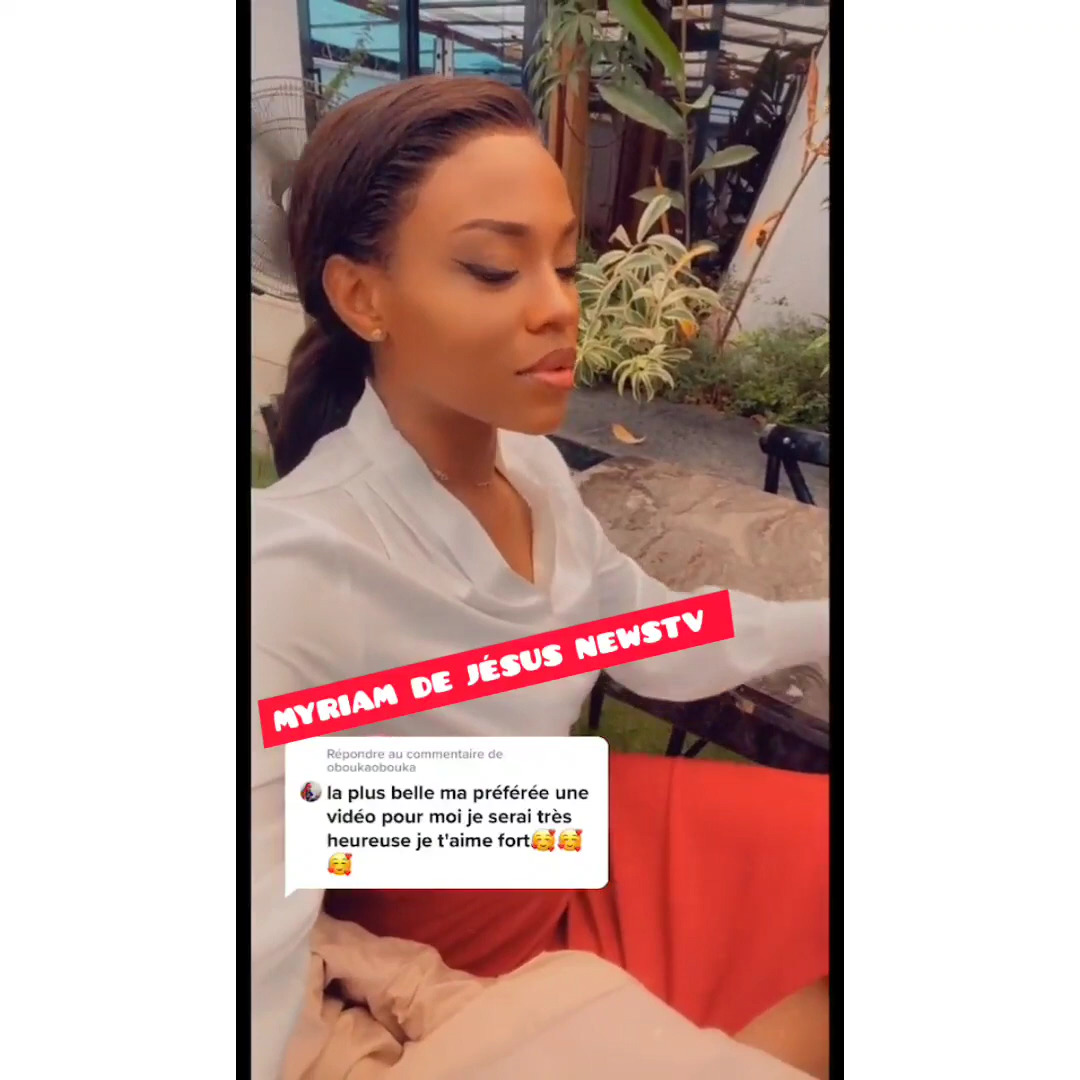 MYRIAM DE JÉSUS NEWSTV
Répondre au commentaire de
oboukaobouka
la plus belle ma préférée une
vidéo pour moi je serai très
heureuse je t'aime fort🥰🥰
🥰